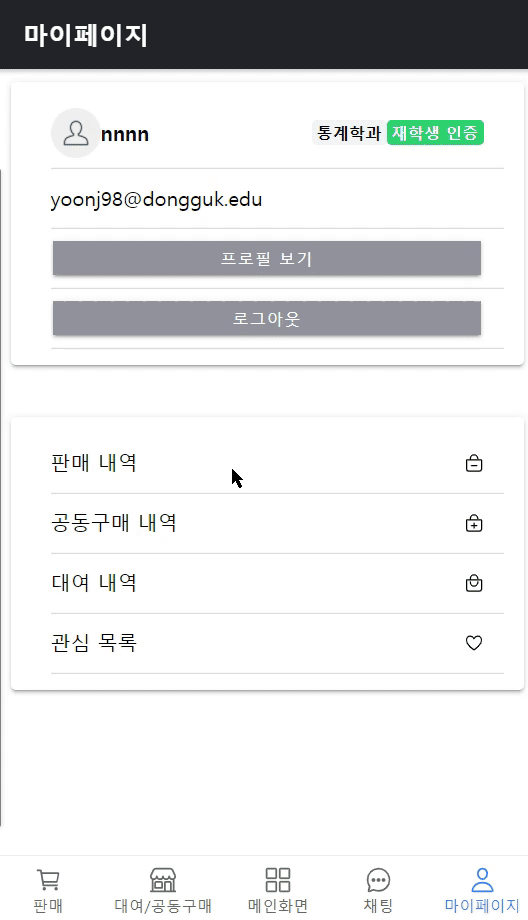 마이페이지
nnnn 통계학과 재학생 인증
yoonj98@dongguk.edu
프로필 보기
로그아웃
판매 내역
공동구매 내역
대여 내역
관심 목록
판매 대여/공동구매 메인화면 채팅 마이페이지